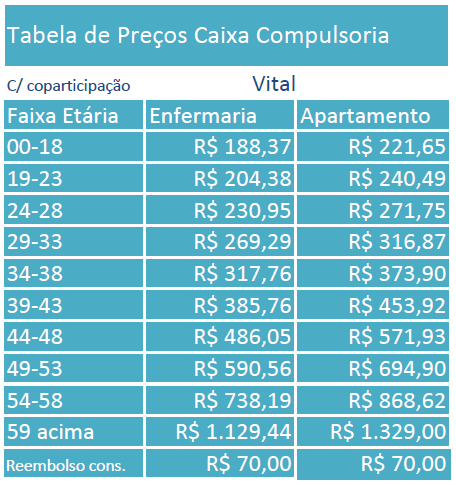 Tabela de Preços Caixa Compulsoria
C/ coparticipação Vital
Faixa Etária Enfermaria Apartamento
00-18 R$ 188,37 R$ 221,65
19-23 R$ 204,38 R$ 240,49
24-28 R$ 230,95 R$ 271,75
29-33 R$ 269,29 R$ 316,87
34-38 R$ 317,76 R$ 373,90
39-43 R$ 385,76 R$ 453,92
44-48 R$ 486,05 R$ 571,93
49-53 R$ 590,56 R$ 694,90
54-58 R$ 738,19 R$ 868,62
59 acima R$ 1.129,44 R$ 1.329,00
Reembolso cons. R$ 70,00 R$ 70,00